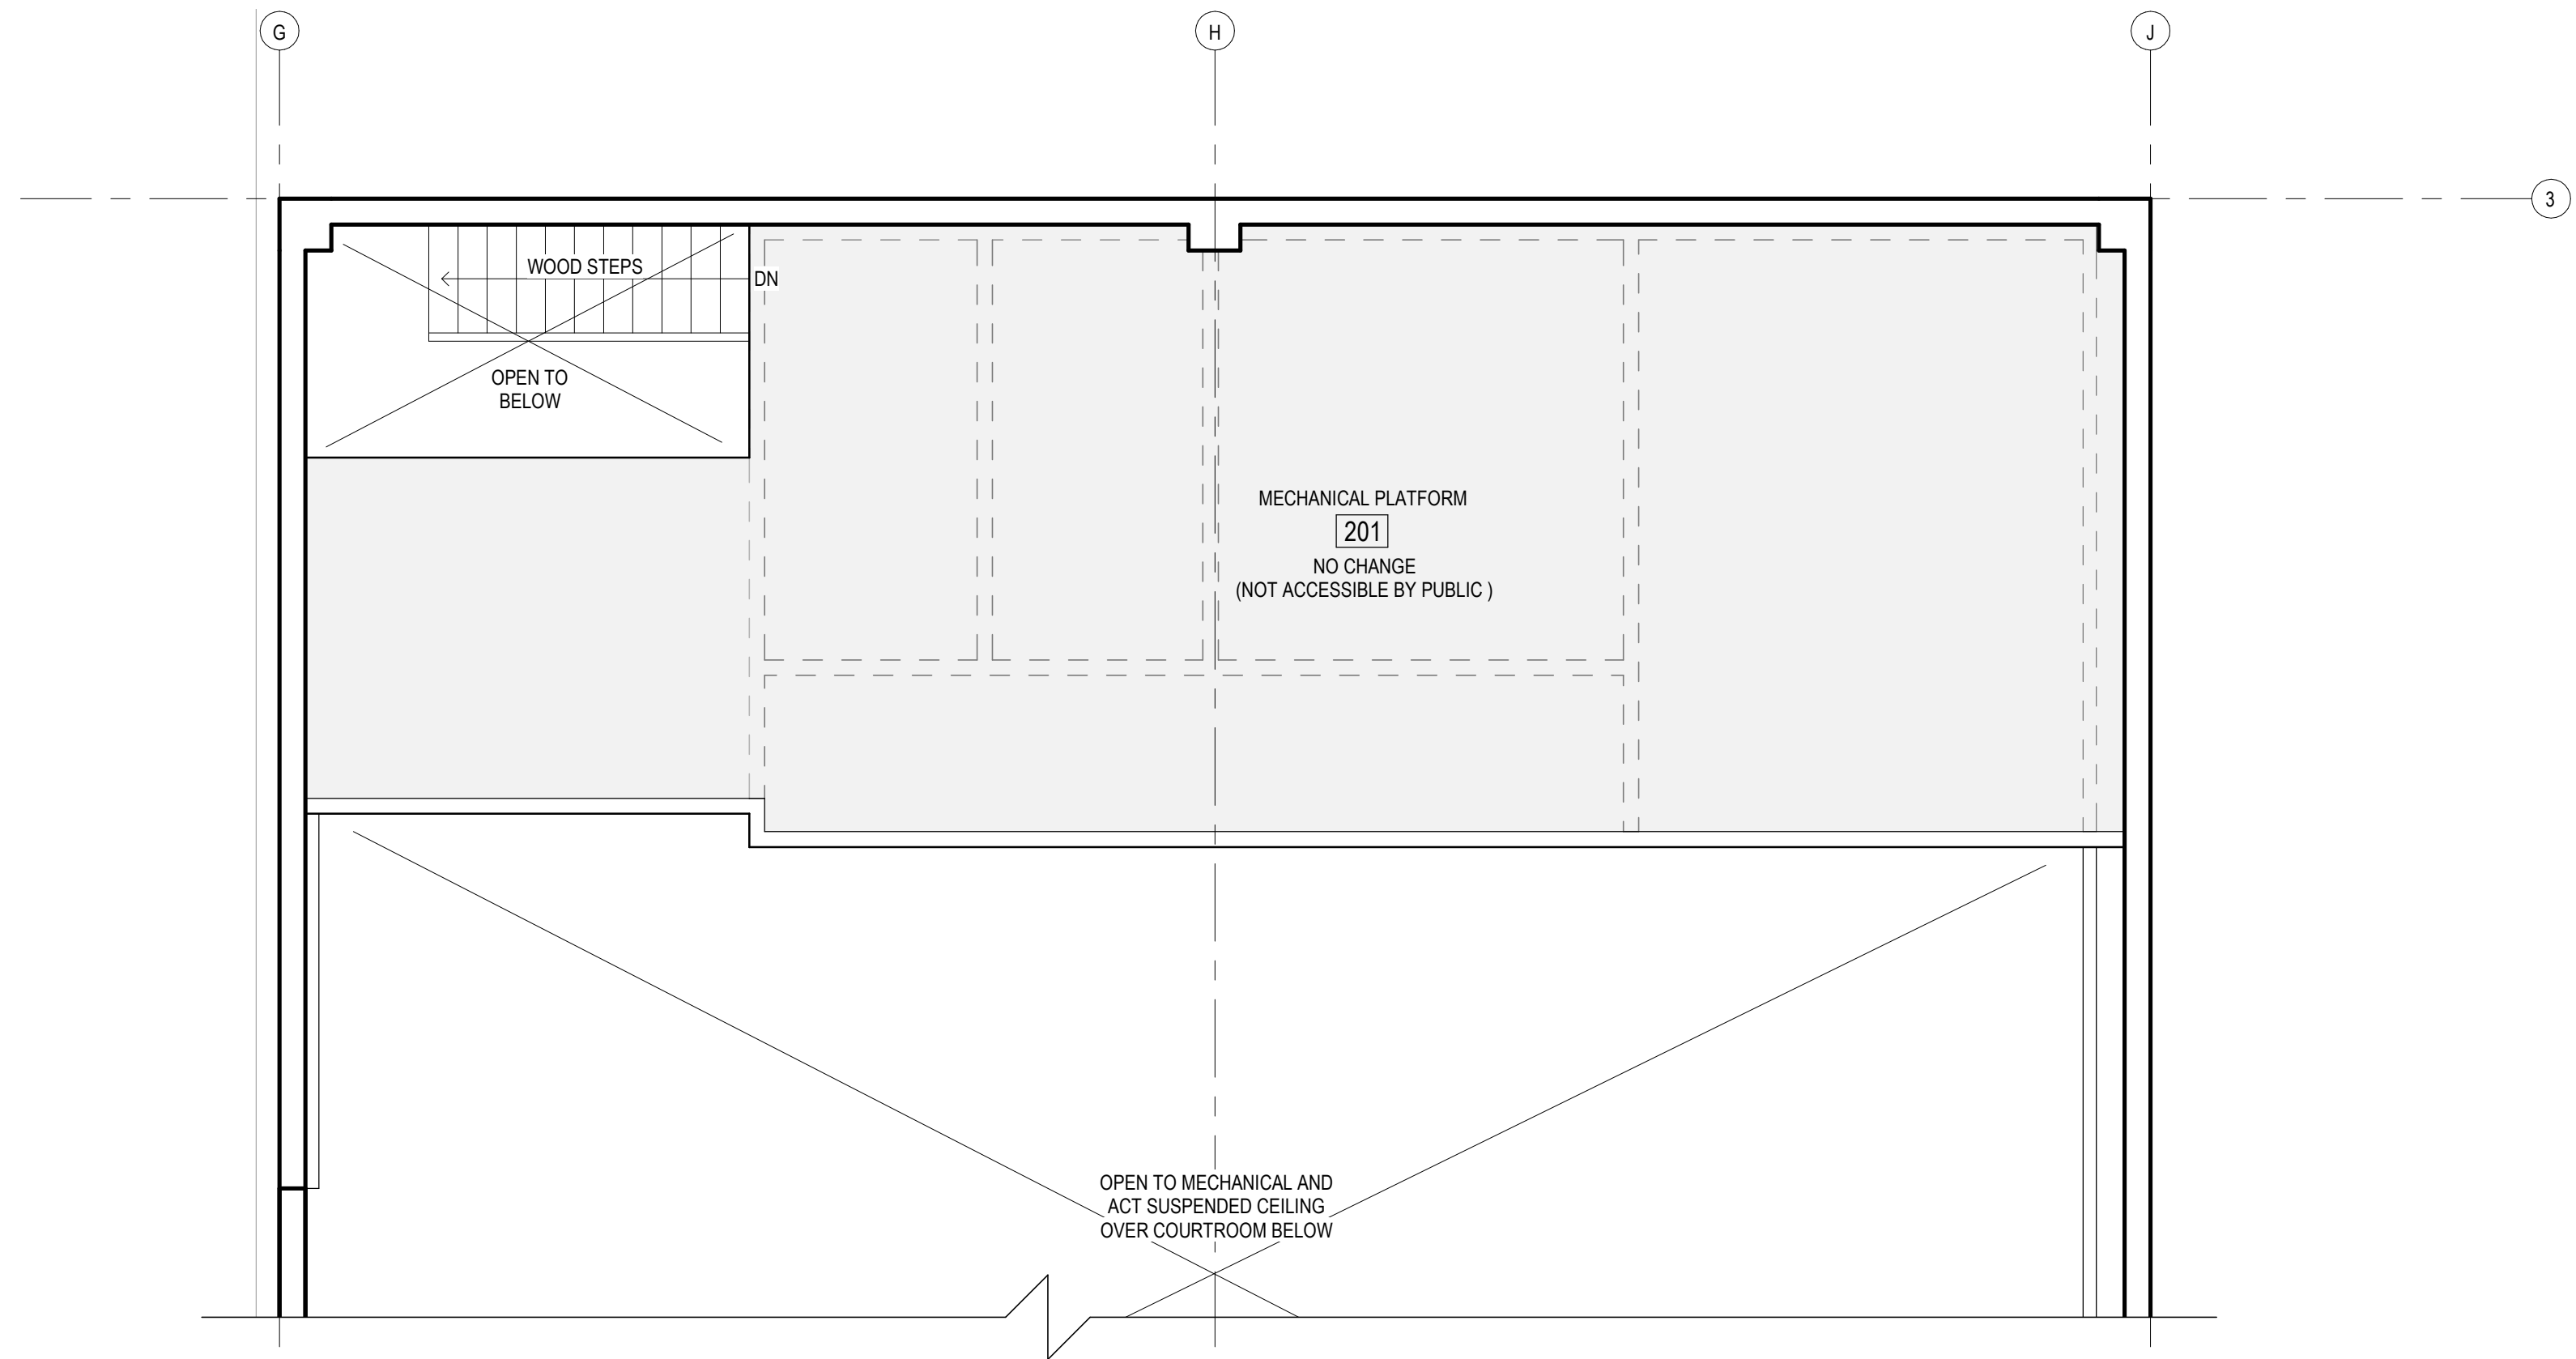 G
H
J
3
WOOD STEPS
DN
OPEN TO
BELOW
MECHANICAL PLATFORM
201
NO CHANGE
(NOT ACCESSIBLE BY PUBLIC )
OPEN TO MECHANICAL AND
ACT SUSPENDED CEILING
OVER COURTROOM BELOW